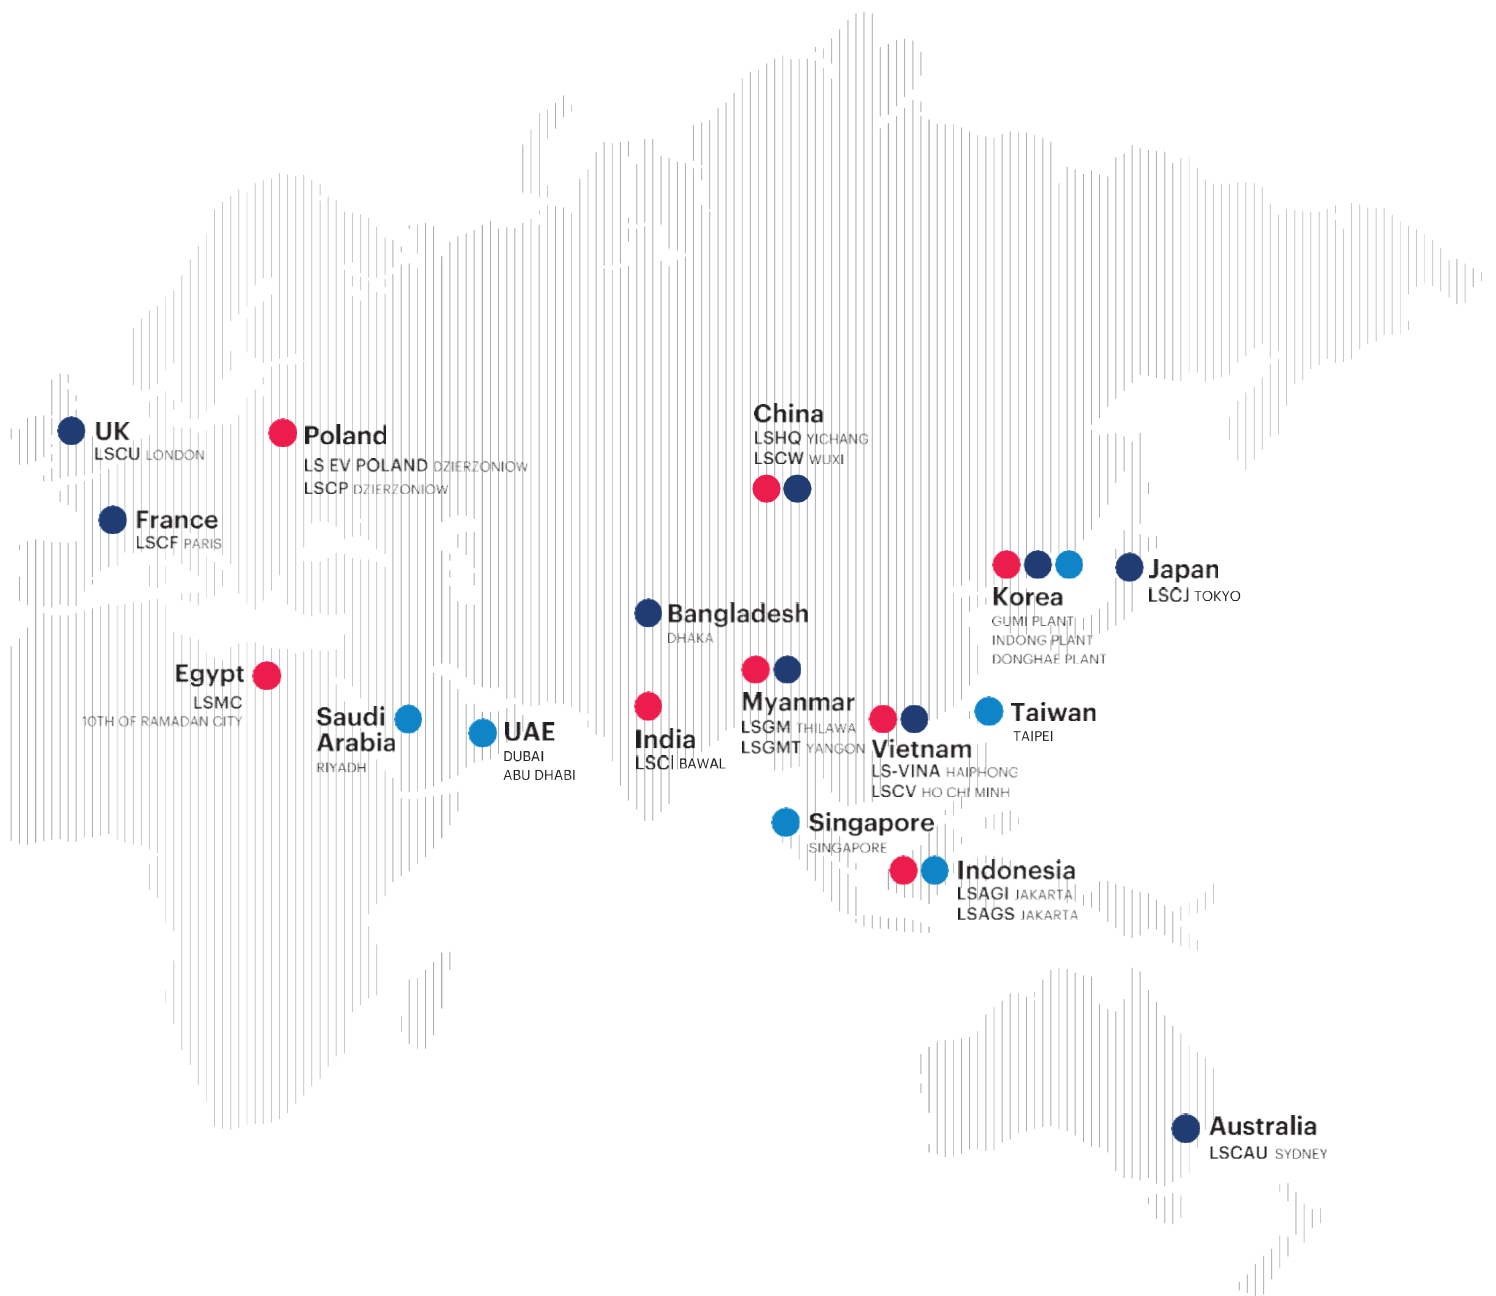 UK
LSCU LONDON
France
LSCF PARIS
Poland
LS EV POLAND DZIERZONIOW
LSCP DZIERZONIOW
Egypt
LSMC
10TH OF RAMADAN CITY
Saudi
Arabia
RIYADH
UAE
DUBAI
ABU DHABI
China
LSHQ YICHANG
LSCW WUXI
Bangladesh
DHAKA
India
LSCI BAWAL
Myanmar
LSGM THILAWA
LSGMT YANGON
Vietnam
LS-VINA HAIPHONG
LSCV HO CHI MINH
Korea
GUMI PLANT
INDONG PLANT
DONGHAE PLANT
Japan
LSCJ TOKYO
Taiwan
TAIPEI
Singapore
SINGAPORE
Indonesia
LSAGI JAKARTA
LSAGS JAKARTA
Australia
LSCAU SYDNEY